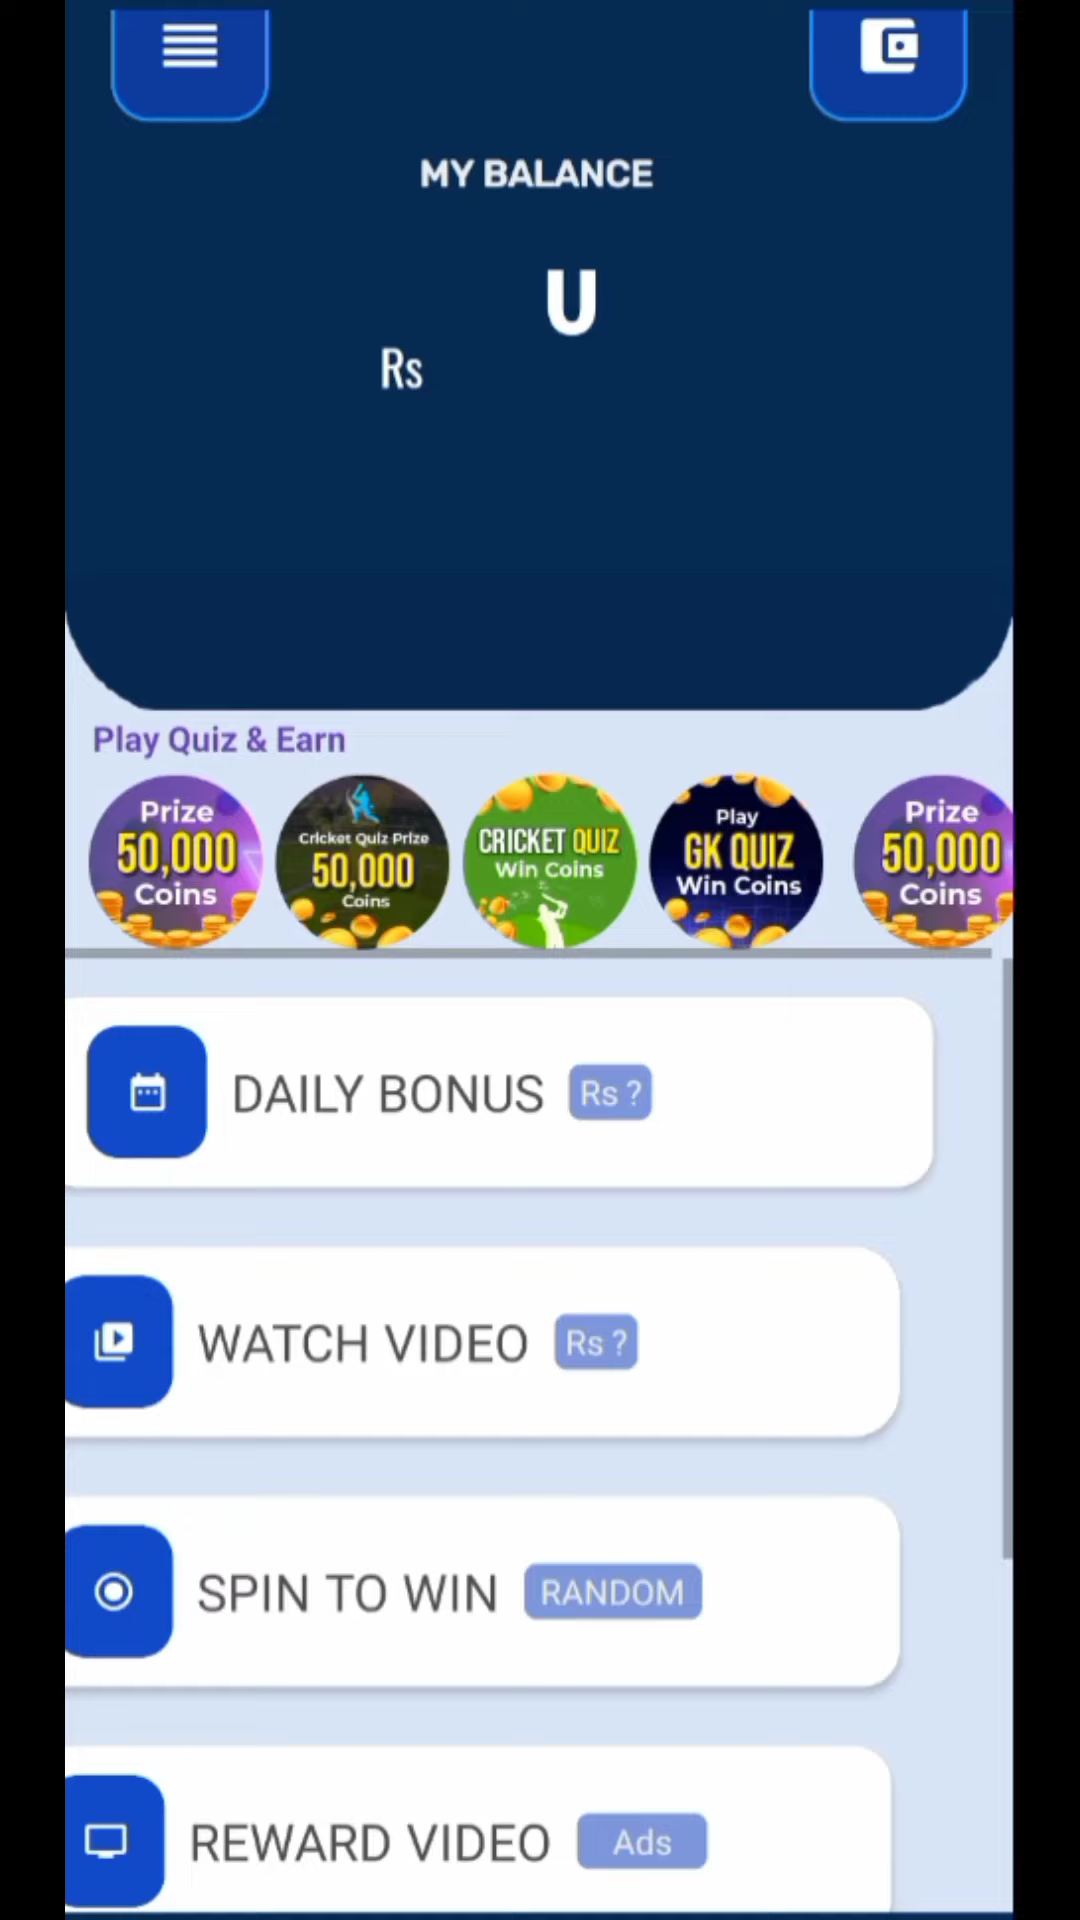 MY BALANCE
U
Rs
Play Quiz & Earn
Prize
50,000
Coins
Cricket Quiz Prize
50,000
Coins
CRICKET QUIZ
Win Coins
Play
GK QUIZ
Win Coins
Prize
50,000
Coins
DAILY BONUS Rs ?
WATCH VIDEO Rs ?
SPIN TO WIN RANDOM
REWARD VIDEO Ads